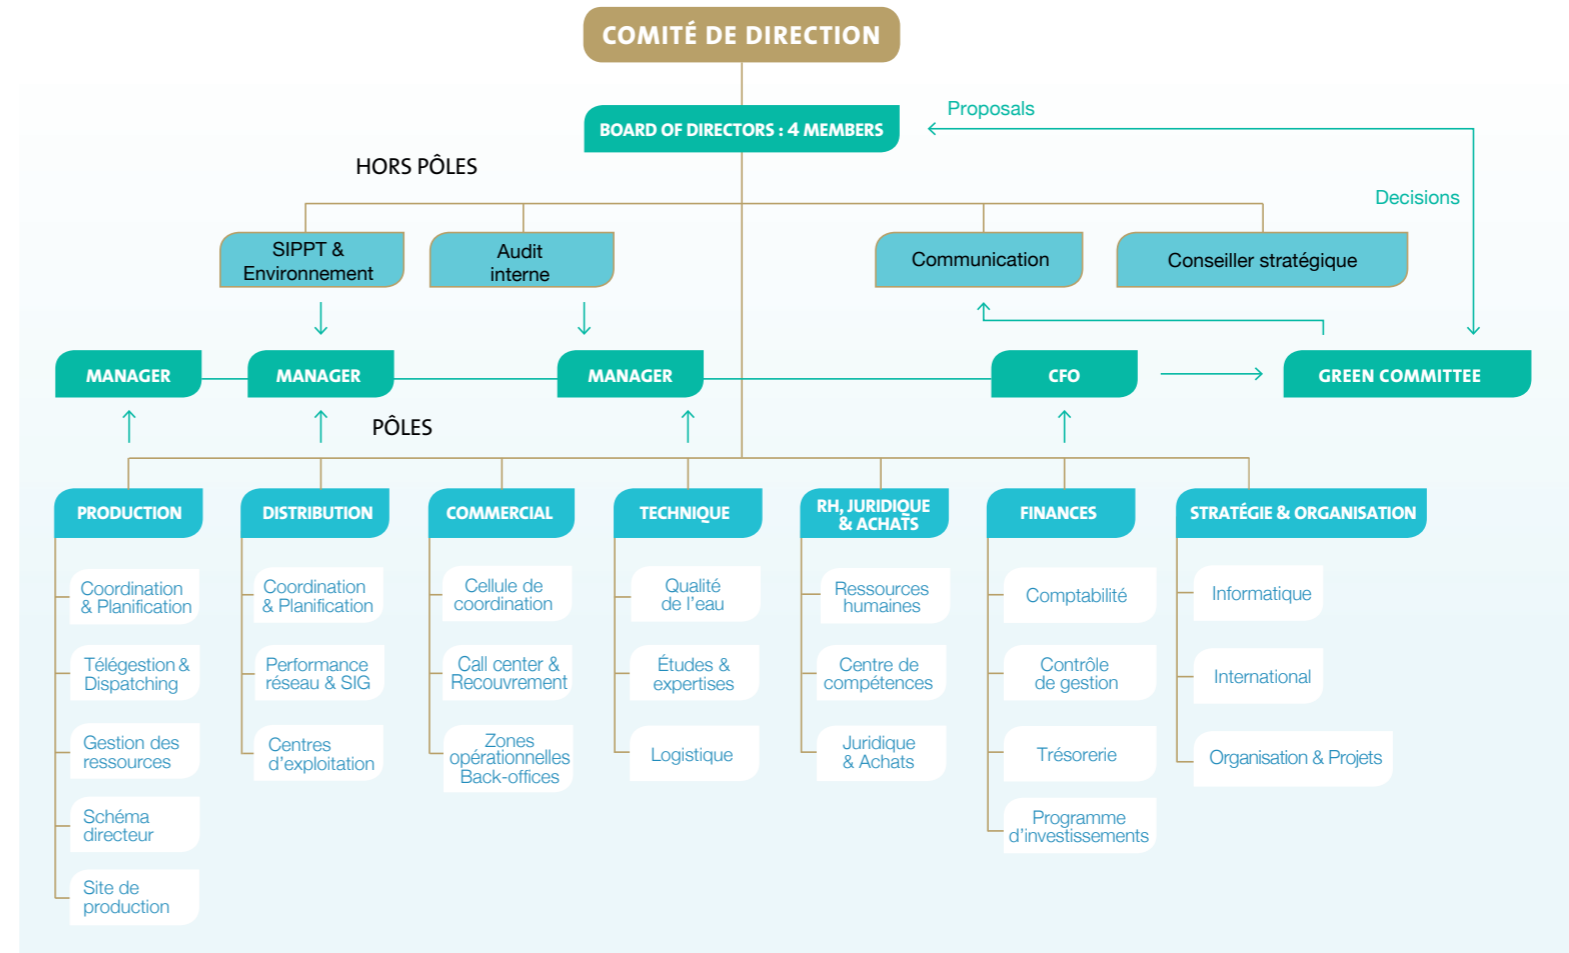 COMITÉ DE DIRECTION
BOARD OF DIRECTORS : 4 MEMBERS
Proposals
HORS PÔLES
Decisions
SIPPT &
Environnement
Audit
interne
Communication
Conseiller stratégique
MANAGER
MANAGER
MANAGER
CFO
GREEN COMMITTEE
PÔLES
PRODUCTION
DISTRIBUTION
COMMERCIAL
TECHNIQUE
RH, JURIDIQUE
& ACHATS
FINANCES
STRATÉGIE & ORGANISATION
Coordination
& Planification
Télégestion &
Dispatching
Gestion des
ressources
Schéma
directeur
Site de
production
Coordination
& Planification
Performance
réseau & SIG
Centres
d'exploitation
Cellule de
coordination
Call center &
Recouvrement
Zones
opérationnelles
Back-offices
Qualité
de l'eau
Études &
expertises
Logistique
Ressources
humaines
Centre de
compétences
Juridique
& Achats
Comptabilité
Contrôle
de gestion
Trésorerie
Programme
d'investissements
Informatique
International
Organisation & Projets